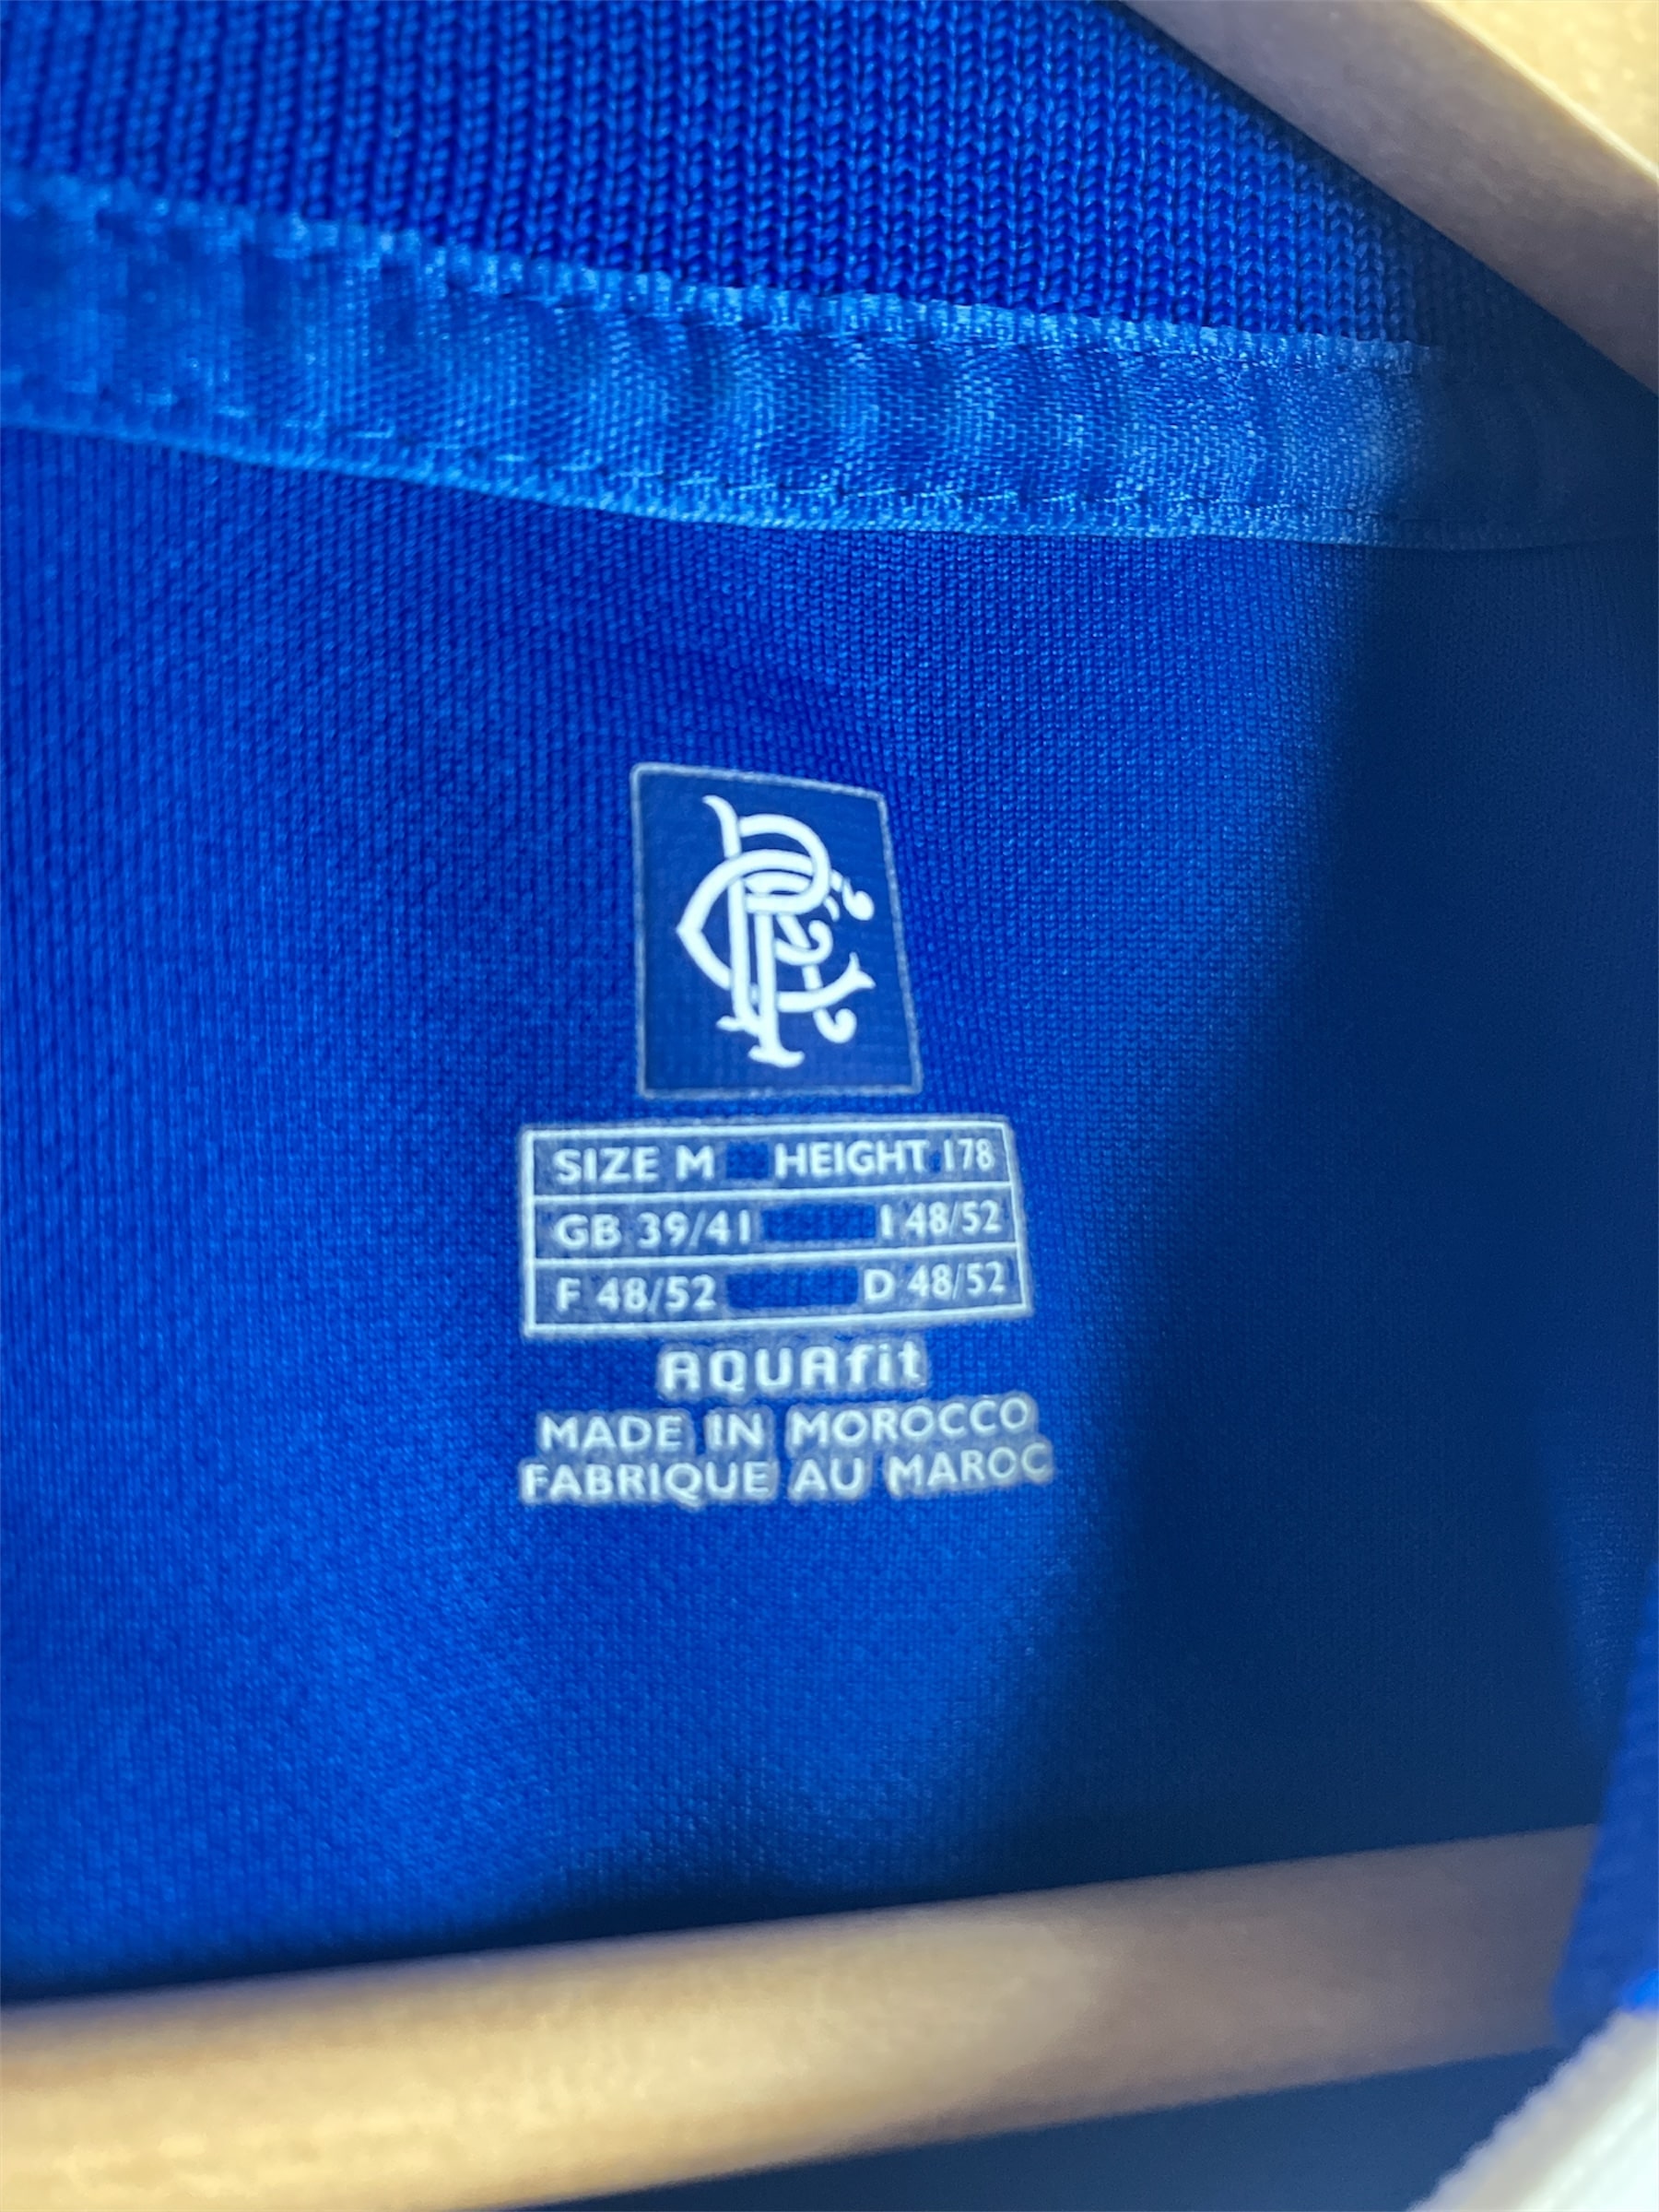 RFC
SIZE M HEIGHT 178
GB 39/41 I 48/52
F 48/52 D 48/52
AQUAfit
MADE IN MOROCCO
FABRIQUE AU MAROC